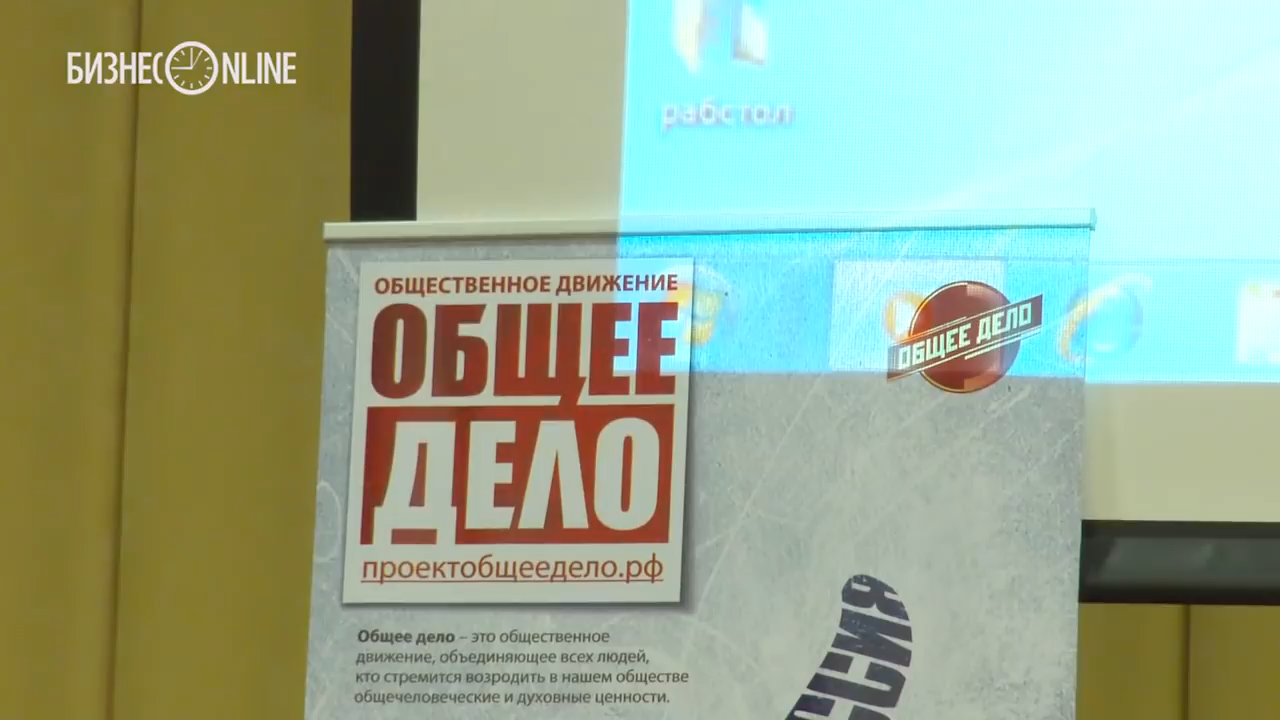 БИЗНЕС ONLINE
рабстол
ОБЩЕСТВЕННОЕ ДВИЖЕНИЕ
ОБЩЕЕ
ДЕЛО
проектобщеедело.рф
ОБЩЕЕ ДЕЛО
Общее дело – это общественное
движение, объединяющее всех людей,
кто стремится возродить в нашем обществе
общечеловеческие и духовные ценности.